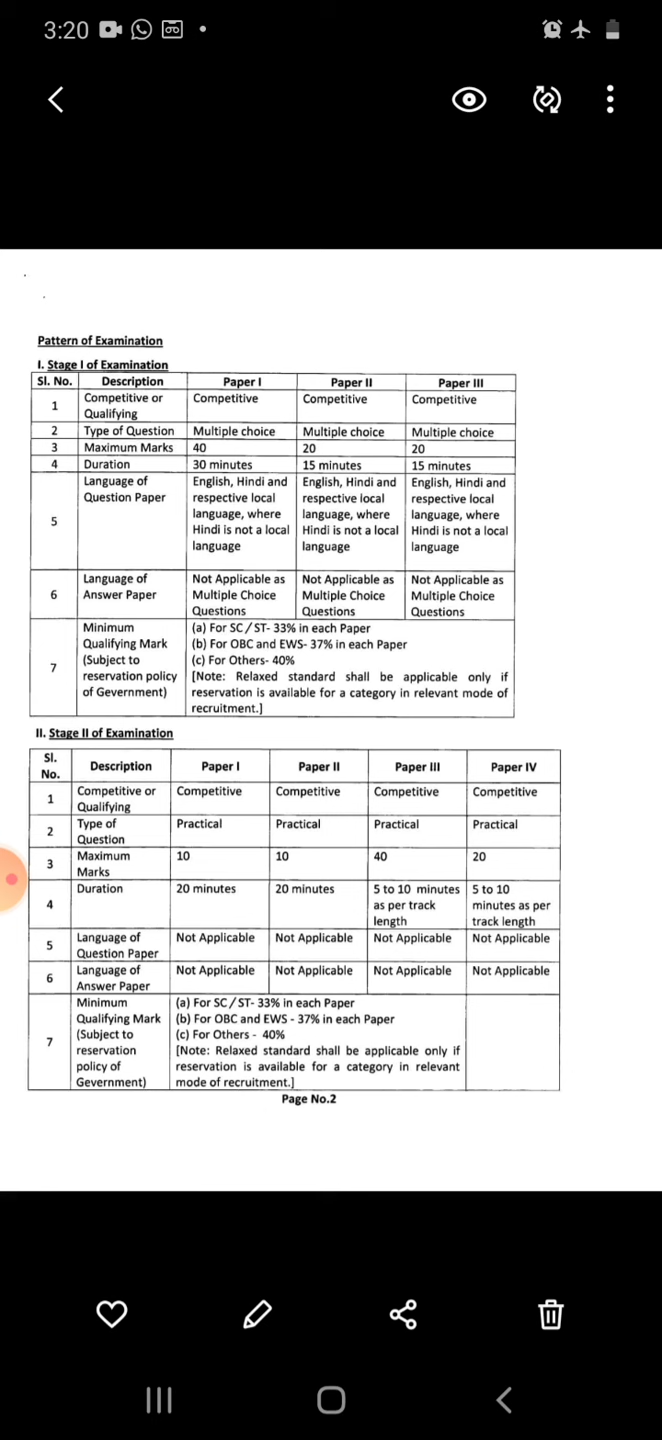 3:20
Pattern of Examination
I. Stage I of Examination
Sl. No. Description Paper I Paper II Paper III
1 Competitive or Qualifying Competitive Competitive Competitive
2 Type of Question Multiple choice Multiple choice Multiple choice
3 Maximum Marks 40 20 20
4 Duration 30 minutes 15 minutes 15 minutes
5 Language of Question Paper English, Hindi and respective local language, where Hindi is not a local language English, Hindi and respective local language, where Hindi is not a local language English, Hindi and respective local language, where Hindi is not a local language
6 Language of Answer Paper Not Applicable as Multiple Choice Questions Not Applicable as Multiple Choice Questions Not Applicable as Multiple Choice Questions
7 Minimum Qualifying Mark (Subject to reservation policy of Gevernment) (a) For SC/ST- 33% in each Paper
(b) For OBC and EWS- 37% in each Paper
(c) For Others- 40%
[Note: Relaxed standard shall be applicable only if
reservation is available for a category in relevant mode of
recruitment.]
II. Stage II of Examination
Sl. No. Description Paper I Paper II Paper III Paper IV
1 Competitive or Qualifying Competitive Competitive Competitive Competitive
2 Type of Question Practical Practical Practical Practical
3 Maximum Marks 10 10 40 20
4 Duration 20 minutes 20 minutes 5 to 10 minutes as per track length 5 to 10 minutes as per track length
5 Language of Question Paper Not Applicable Not Applicable Not Applicable Not Applicable
6 Language of Answer Paper Not Applicable Not Applicable Not Applicable Not Applicable
7 Minimum Qualifying Mark (Subject to reservation policy of Gevernment) (a) For SC/ST- 33% in each Paper
(b) For OBC and EWS - 37% in each Paper
(c) For Others - 40%
[Note: Relaxed standard shall be applicable only if
reservation is available for a category in relevant
mode of recruitment.]
Page No.2